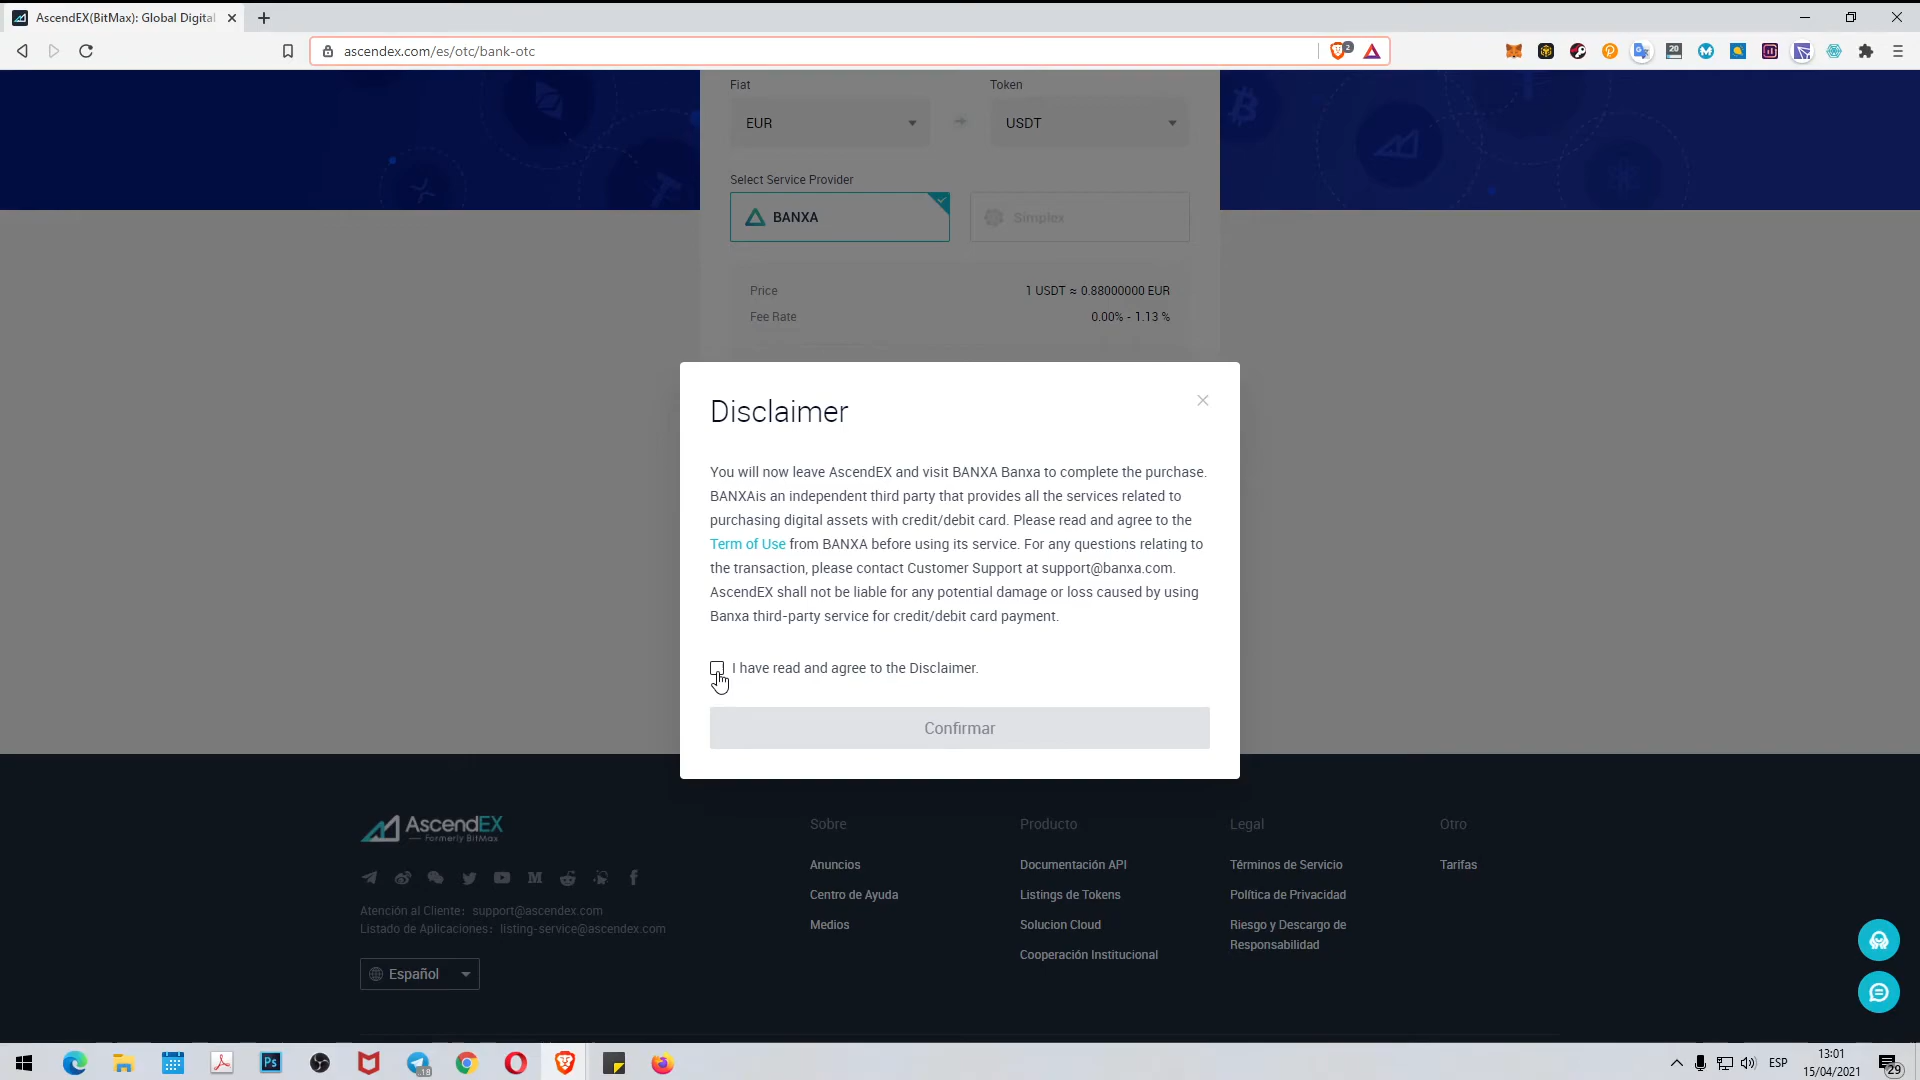 AscendEX(BitMax): Global Digital
ascendex.com/es/otc/bank-otc
2
20
Fiat
Token
EUR
USDT
Select Service Provider
BANXA
Simplex
Price
1 USDT ≈ 0.88000000 EUR
Fee Rate
0.00% - 1.13 %
Disclaimer
You will now leave AscendEX and visit BANXA Banxa to complete the purchase.
BANXAis an independent third party that provides all the services related to
purchasing digital assets with credit/debit card. Please read and agree to the
Term of Use from BANXA before using its service. For any questions relating to
the transaction, please contact Customer Support at support@banxa.com.
AscendEX shall not be liable for any potential damage or loss caused by using
Banxa third-party service for credit/debit card payment.
I have read and agree to the Disclaimer.
Confirmar
AscendEX
Formerly BitMax
Sobre
Producto
Legal
Otro
Anuncios
Documentación API
Términos de Servicio
Tarifas
Centro de Ayuda
Listings de Tokens
Política de Privacidad
Medios
Solucion Cloud
Riesgo y Descargo de
Responsabilidad
Cooperación Institucional
Atención al Cliente: support@ascendex.com
Listado de Aplicaciones: listing-service@ascendex.com
Español
Ps
18
ESP
13:01
15/04/2021
29